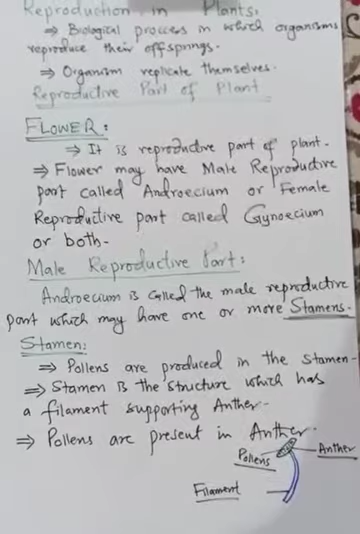 Reproduction in Plants:
⇒ Biological process in which organisms
reproduce their offsprings.
⇒ Organism replicate themselves.
Reproductive Part of Plant
FLOWER:
⇒ It is reproductive part of plant.
⇒ Flower may have Male Reproductive
part called Androecium or Female
Reproductive part called Gynoecium
or both-
Male Reproductive Part:
Androecium is called the male reproductive
part which may have one or more Stamens.
Stamen:
⇒ Pollens are produced in the stamen-
⇒ Stamen is the structure which has
a filament supporting Anther-
⇒ Pollens are present in Anther.
Pollens
Anther
Filament